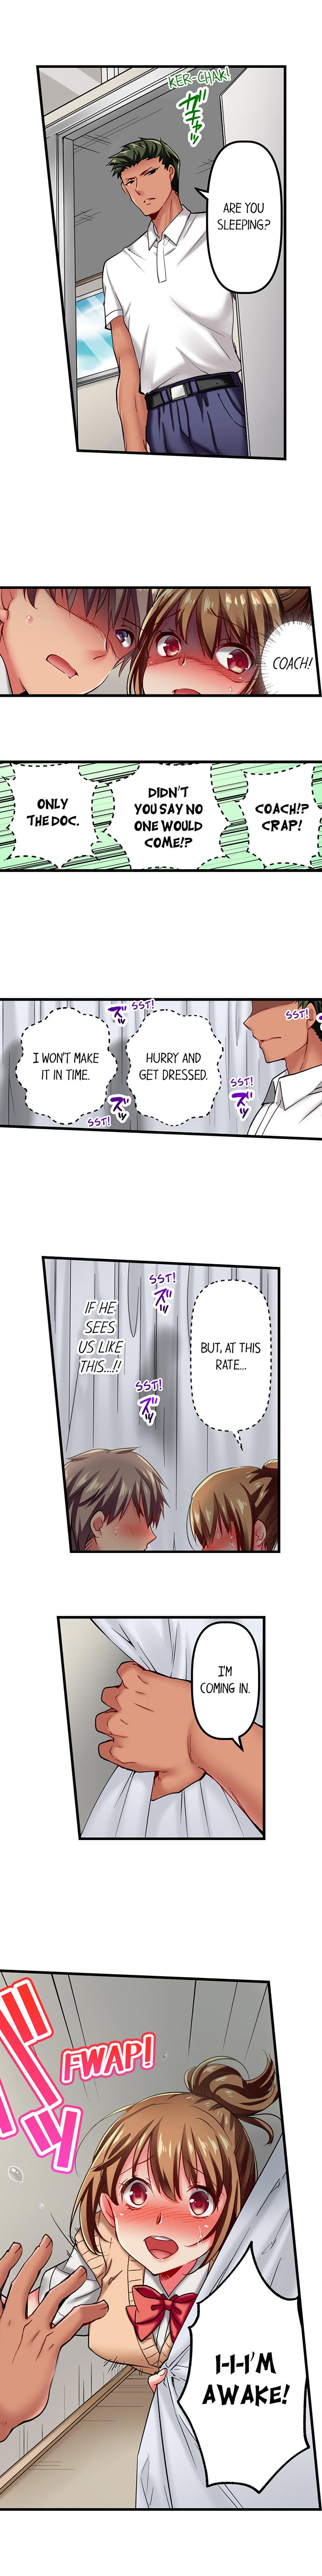 KER-CHAK!
ガチャッ
ARE YOU
SLEEPING?
COACH!
COACH!?
CRAP!
DIDN'T
YOU SAY NO
ONE WOULD
COME!?
ONLY
THE DOC.
SST!
SST!
ズッ
HURRY AND
GET DRESSED.
SST!
ズッ
I WON'T MAKE
IT IN TIME.
SST!
BUT, AT THIS
RATE...
SST!
ズッ
SST!
ズッ
IF HE
SEES
US LIKE
THIS...!!
I'M
COMING IN.
FWAP!
I-I-I'M
AWAKE!